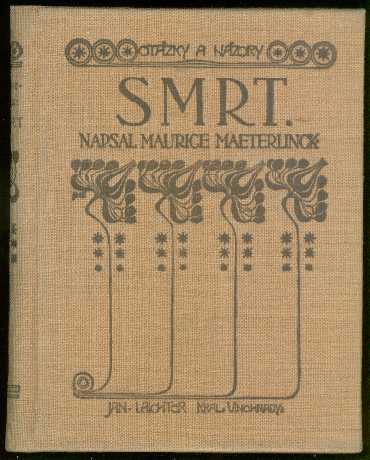 OTÁZKY A NÁZORY
SMRT.
NAPSAL MAURICE MAETERLINCK
JAN LAICHTER KRÁL. VINOHRADY